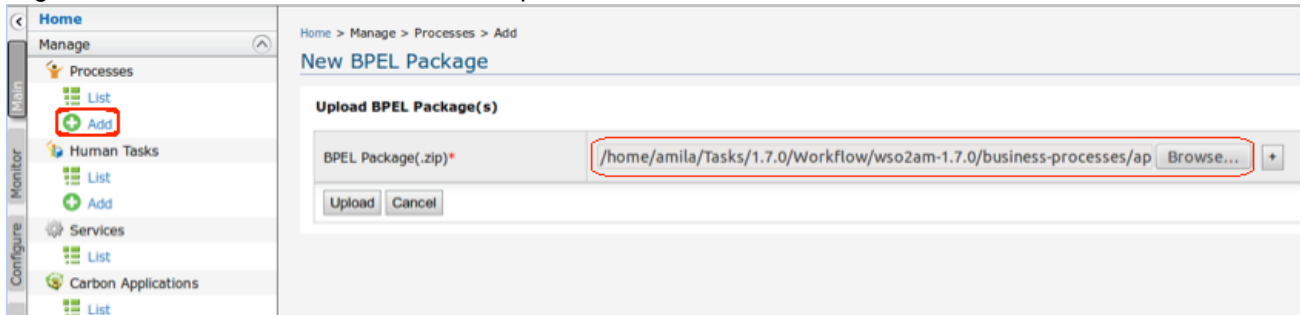 Home
Manage
Processes
List
Add
Human Tasks
List
Add
Services
List
Carbon Applications
List
Main
Monitor
Configure
Home > Manage > Processes > Add
New BPEL Package
Upload BPEL Package(s)
BPEL Package(.zip)*
/home/amila/Tasks/1.7.0/Workflow/wso2am-1.7.0/business-processes/ap Browse... +
Upload Cancel